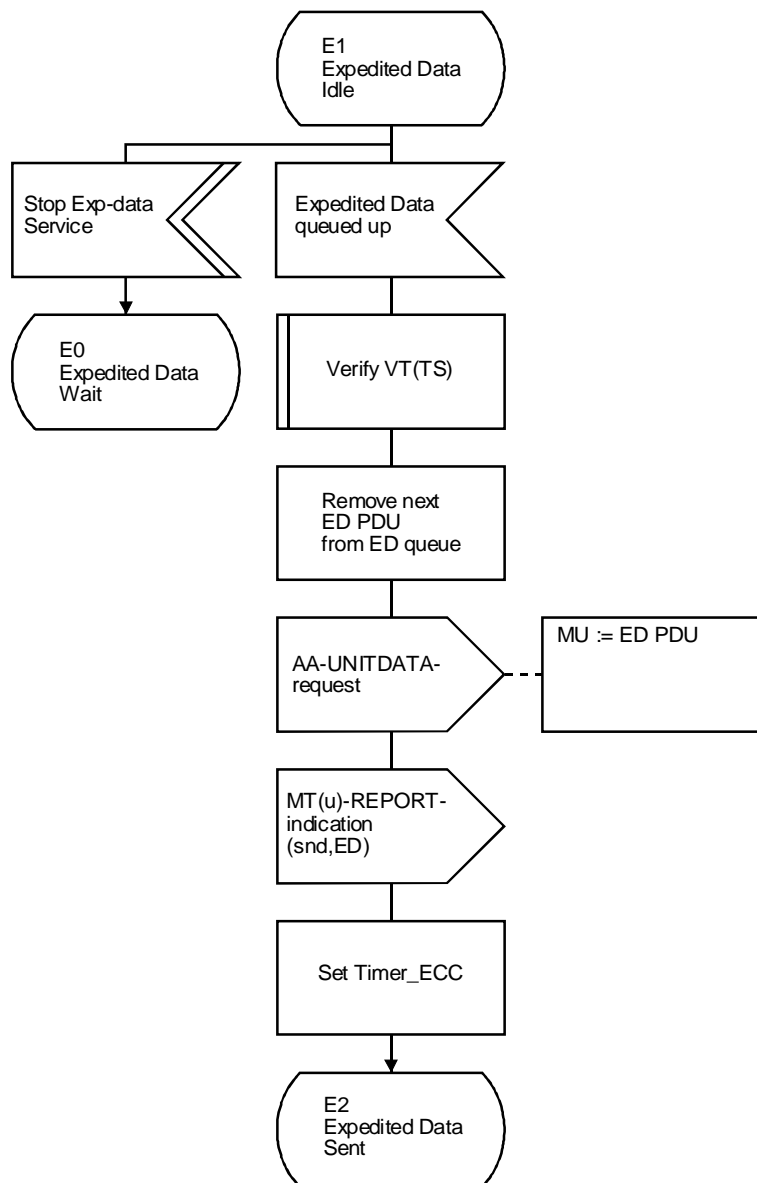 E1
Expedited Data
Idle
Stop Exp-data
Service
Expedited Data
queued up
E0
Expedited Data
Wait
Verify VT(TS)
Remove next
ED PDU
from ED queue
AA-UNITDATA-
request
MU := ED PDU
MT(u)-REPORT-
indication
(snd,ED)
Set Timer_ECC
E2
Expedited Data
Sent